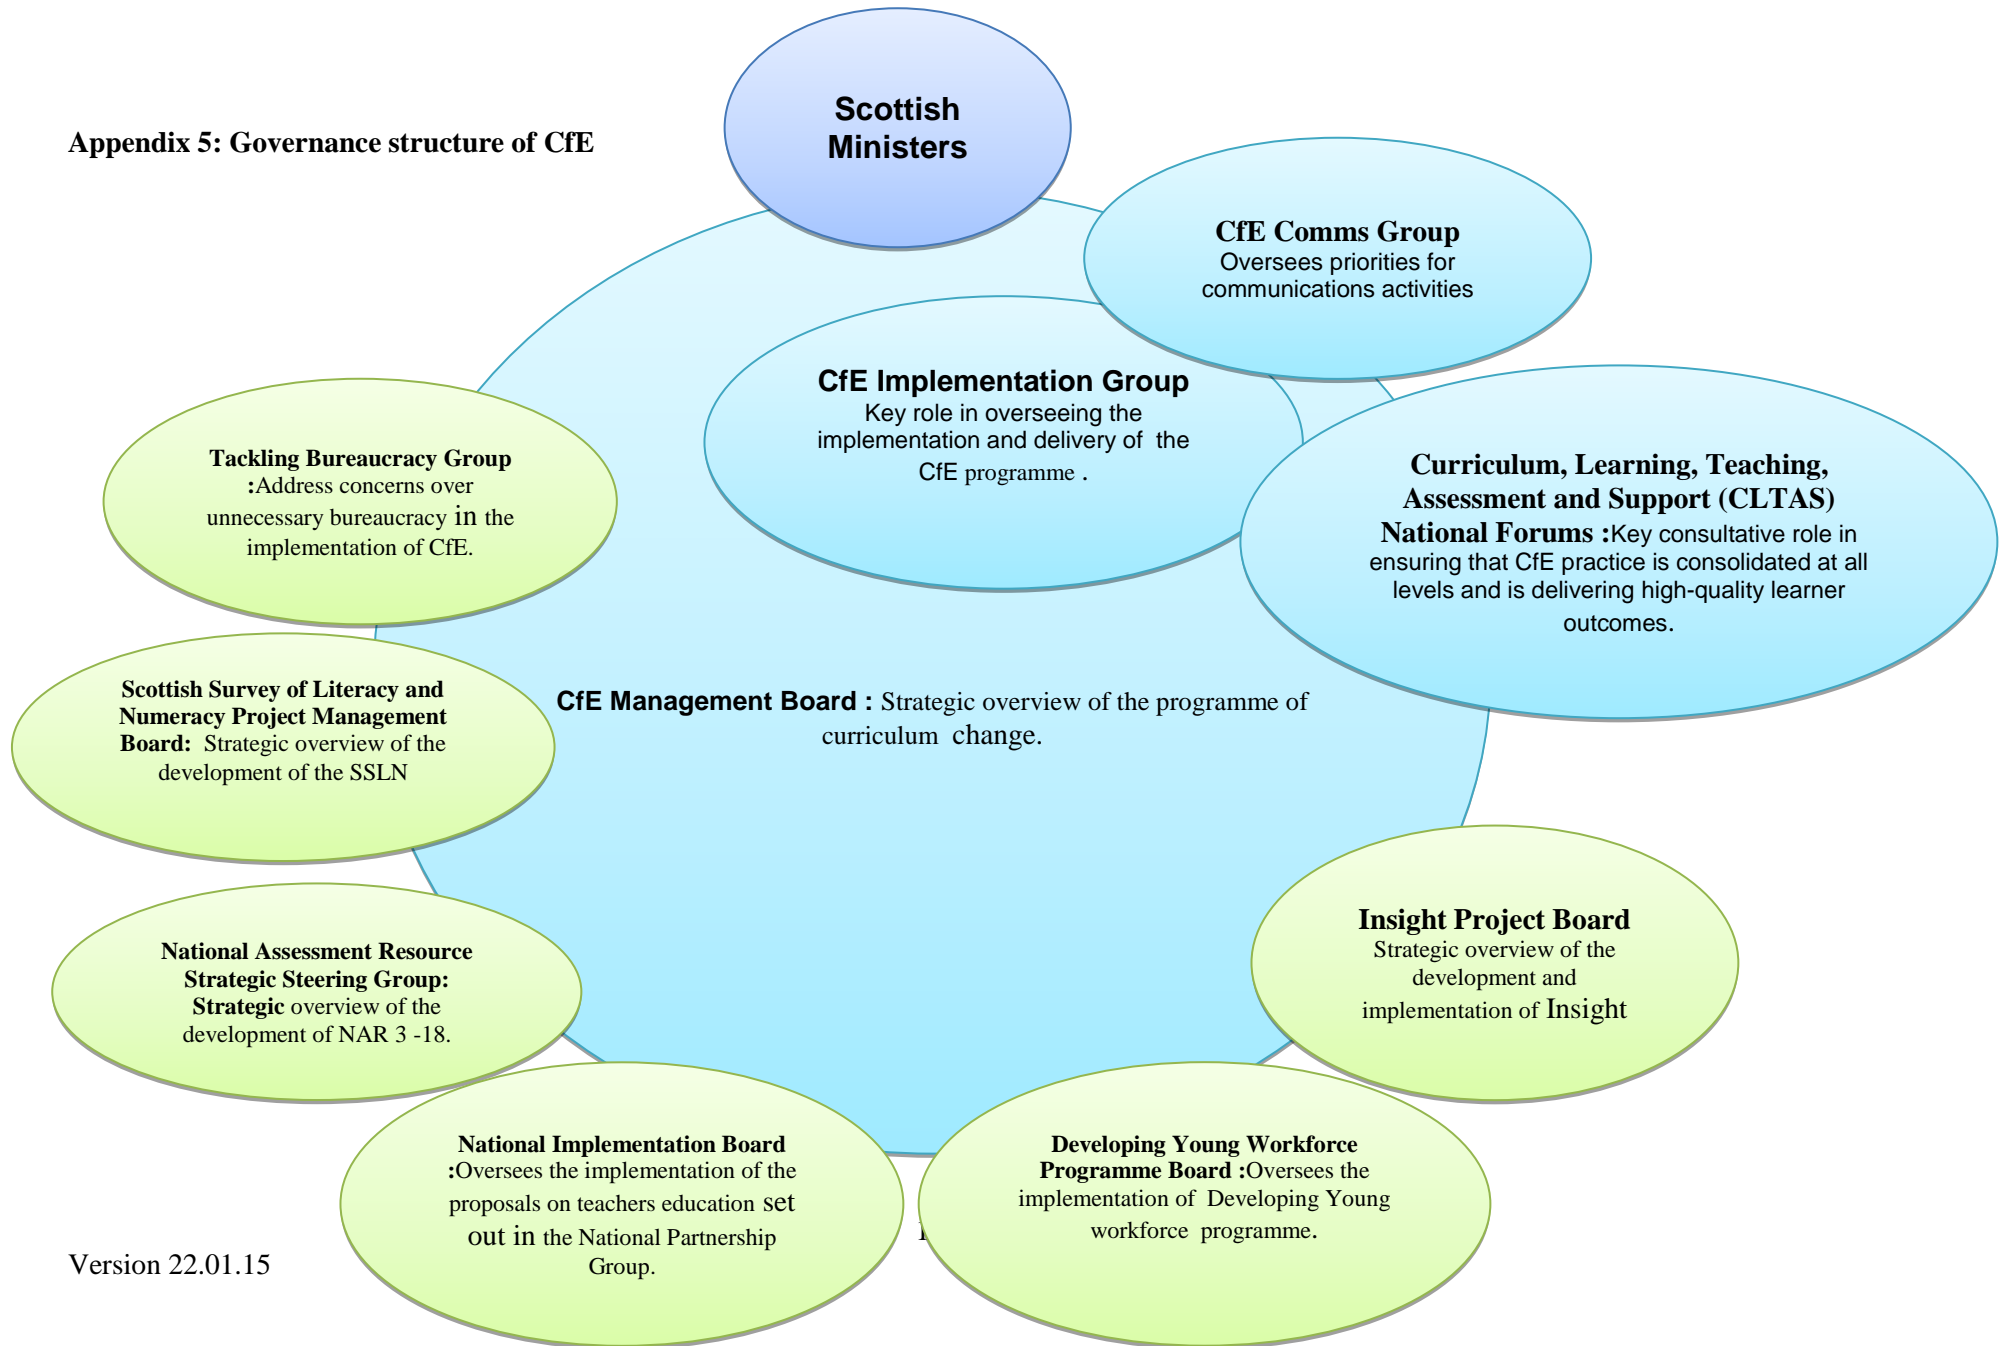 Scottish
Ministers
Appendix 5: Governance structure of CfE
CfE Comms Group
Oversees priorities for
communications activities
CfE Implementation Group
Key role in overseeing the
implementation and delivery of the
CfE programme .
Tackling Bureaucracy Group
:Address concerns over
unnecessary bureaucracy in the
implementation of CfE.
Curriculum, Learning, Teaching,
Assessment and Support (CLTAS)
National Forums :Key consultative role in
ensuring that CfE practice is consolidated at all
levels and is delivering high-quality learner
outcomes.
Scottish Survey of Literacy and
Numeracy Project Management
Board: Strategic overview of the
development of the SSLN
CfE Management Board : Strategic overview of the programme of
curriculum change.
Insight Project Board
Strategic overview of the
development and
implementation of Insight
National Assessment Resource
Strategic Steering Group:
Strategic overview of the
development of NAR 3 -18.
National Implementation Board
:Oversees the implementation of the
proposals on teachers education set
out in the National Partnership
Group.
Developing Young Workforce
Programme Board :Oversees the
implementation of Developing Young
workforce programme.
Version 22.01.15